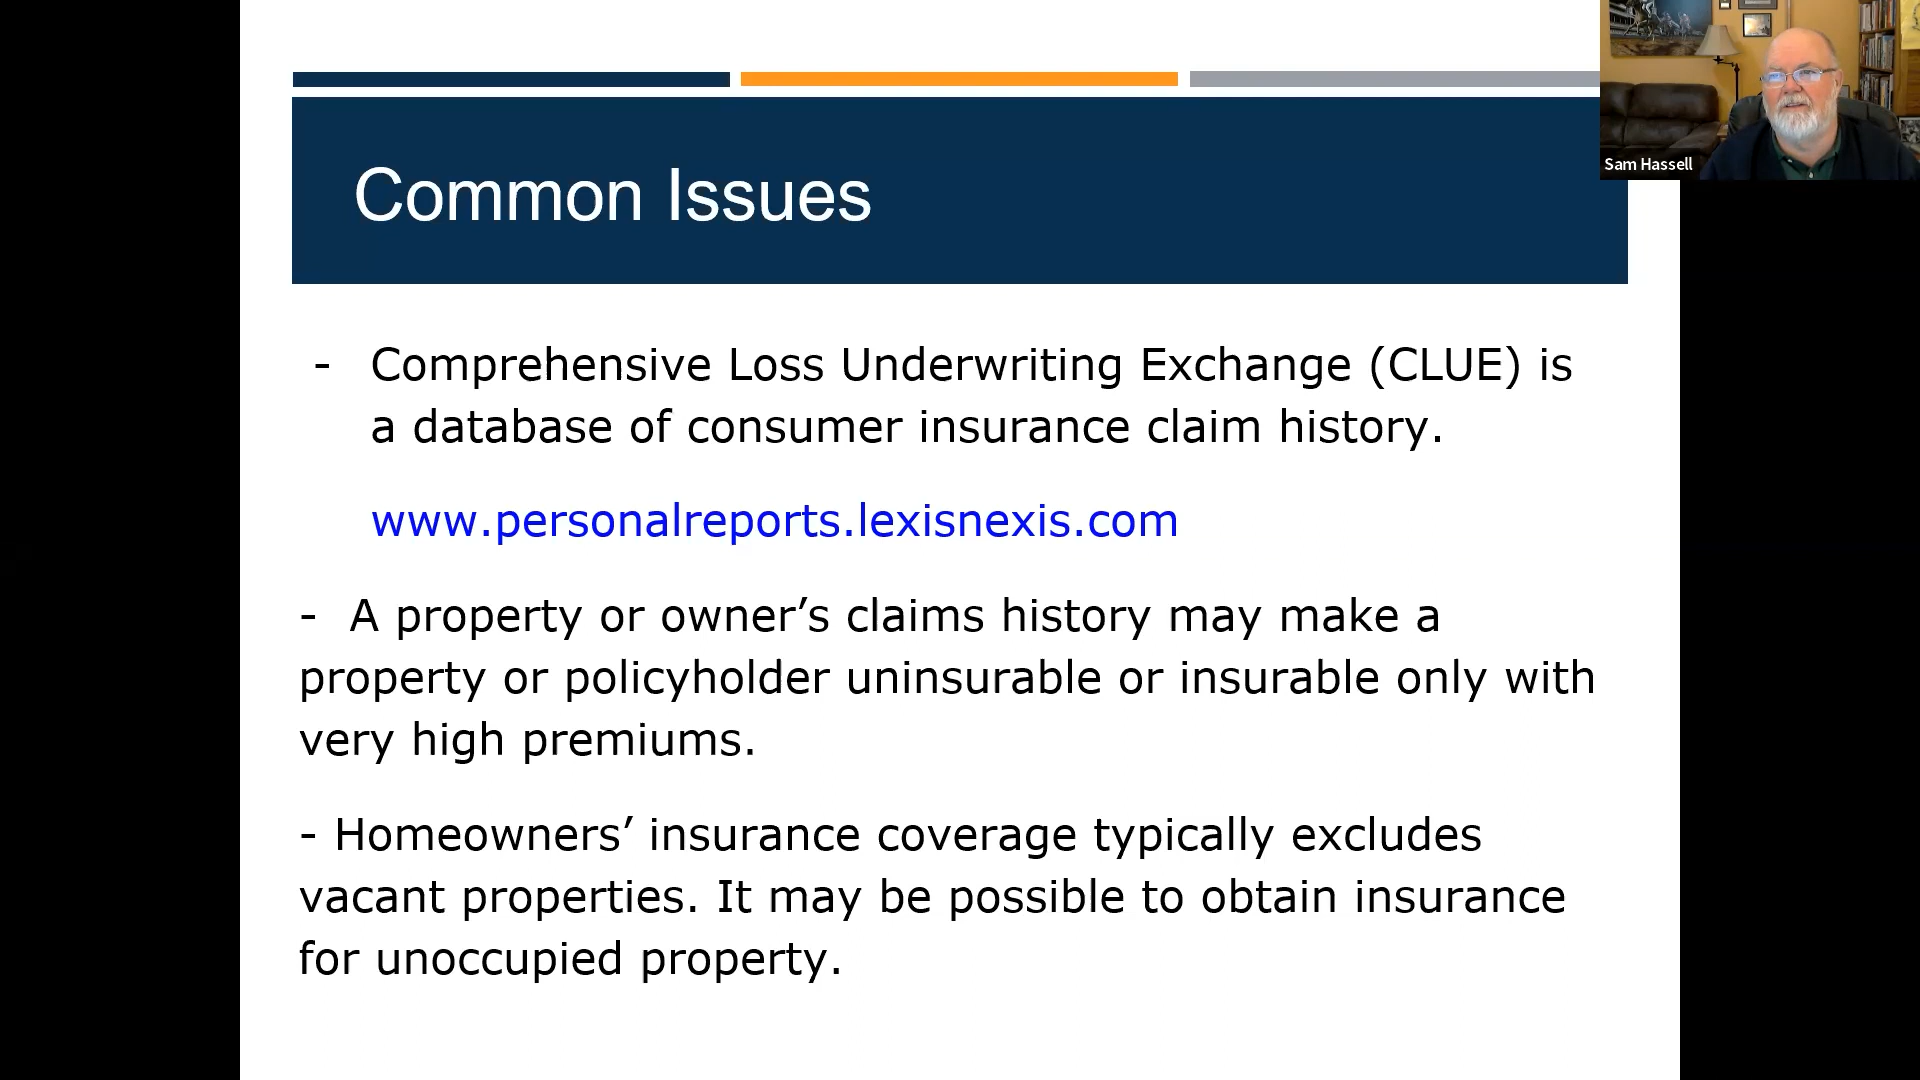 Common Issues
Sam Hassell
- Comprehensive Loss Underwriting Exchange (CLUE) is
a database of consumer insurance claim history.
www.personalreports.lexisnexis.com
- A property or owner’s claims history may make a
property or policyholder uninsurable or insurable only with
very high premiums.
- Homeowners’ insurance coverage typically excludes
vacant properties. It may be possible to obtain insurance
for unoccupied property.